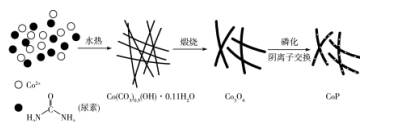 水热
煅烧
磷化
阴离子交换
Co²⁺
Co(CO₃)₀.₅(OH)·0.11H₂O
Co₃O₄
CoP
O
C
H₂N NH₂
(尿素)